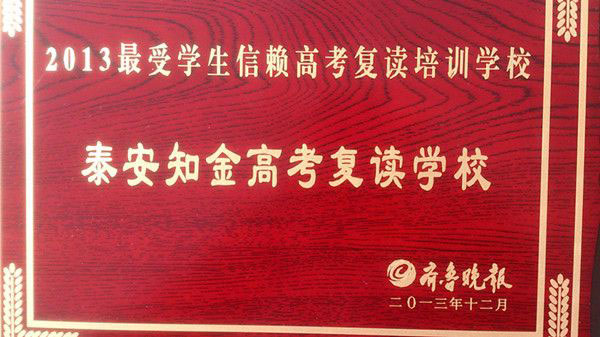 2013最受学生信赖高考复读培训学校
泰安知金高考复读学校
齐鲁晚报
二〇一三年十二月